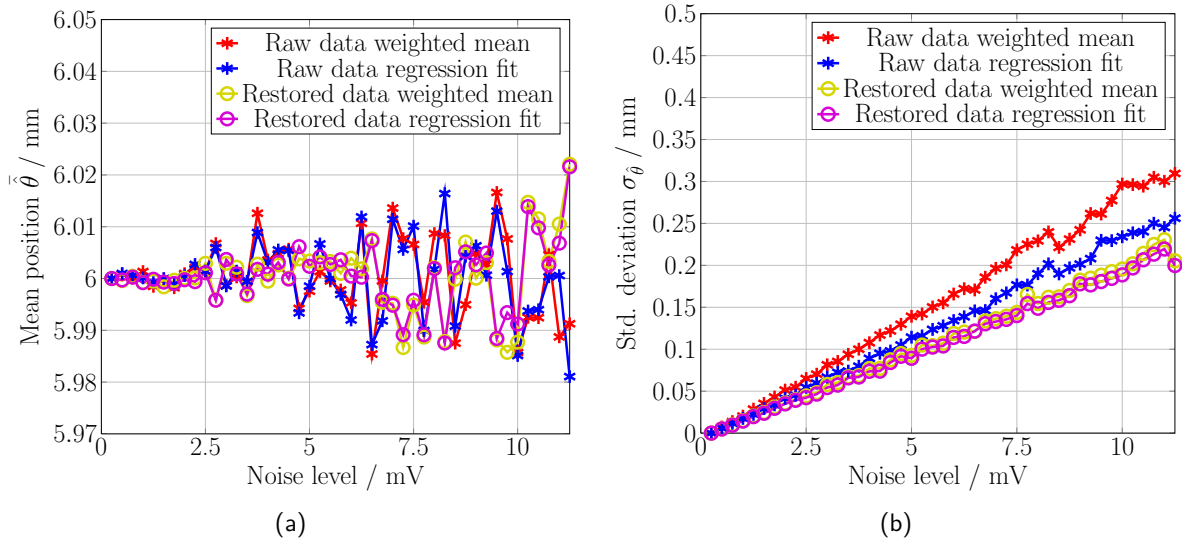 6.05
6.04
6.03
6.02
6.01
6
5.99
5.98
5.97
Mean position θ̂̄ / mm
Raw data weighted mean
Raw data regression fit
Restored data weighted mean
Restored data regression fit
0
2.5
5
7.5
10
Noise level / mV
(a)
0.5
0.45
0.4
0.35
0.3
0.25
0.2
0.15
0.1
0.05
0
Std. deviation σ_θ̂ / mm
Raw data weighted mean
Raw data regression fit
Restored data weighted mean
Restored data regression fit
0
2.5
5
7.5
10
Noise level / mV
(b)